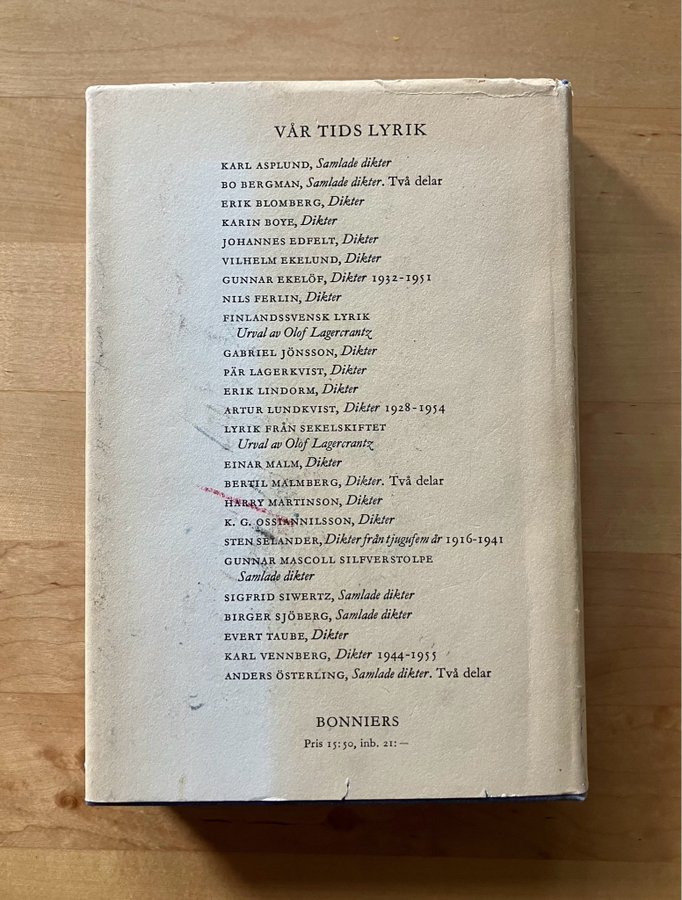 VÅR TIDS LYRIK
KARL ASPLUND, Samlade dikter
BO BERGMAN, Samlade dikter. Två delar
ERIK BLOMBERG, Dikter
KARIN BOYE, Dikter
JOHANNES EDFELT, Dikter
VILHELM EKELUND, Dikter
GUNNAR EKELÖF, Dikter 1932-1951
NILS FERLIN, Dikter
FINLANDSSVENSK LYRIK
Urval av Olof Lagercrantz
GABRIEL JÖNSSON, Dikter
PÄR LAGERKVIST, Dikter
ERIK LINDORM, Dikter
ARTUR LUNDKVIST, Dikter 1928-1954
LYRIK FRÅN SEKELSKIFTET
Urval av Olof Lagercrantz
EINAR MALM, Dikter
BERTIL MALMBERG, Dikter. Två delar
HARRY MARTINSON, Dikter
K. G. OSSIANNILSSON, Dikter
STEN SELANDER, Dikter från tjugufem år 1916-1941
GUNNAR MASCOLL SILFVERSTOLPE
Samlade dikter
SIGFRID SIWERTZ, Samlade dikter
BIRGER SJÖBERG, Samlade dikter
EVERT TAUBE, Dikter
KARL VENNBERG, Dikter 1944-1955
ANDERS ÖSTERLING, Samlade dikter. Två delar
BONNIERS
Pris 15:50, inb. 21:—